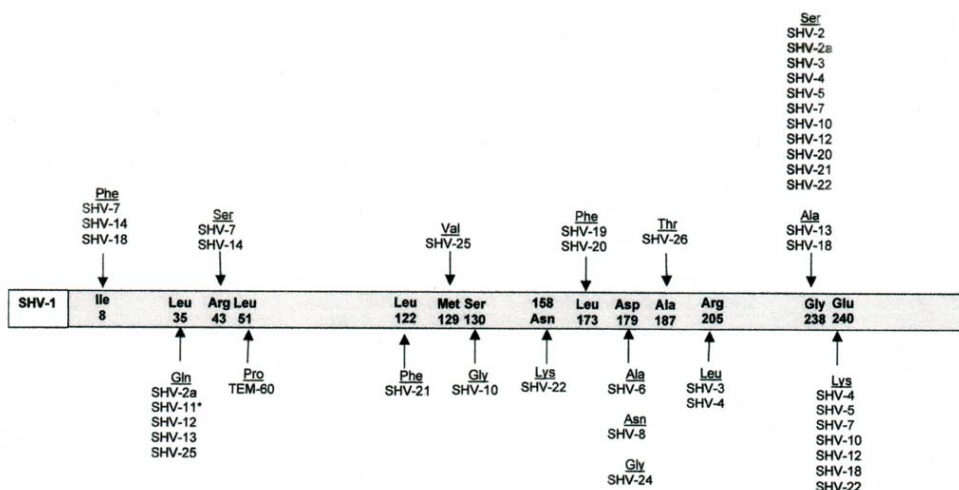 Ser
SHV-2
SHV-2a
SHV-3
SHV-4
SHV-5
SHV-7
SHV-10
SHV-12
SHV-20
SHV-21
SHV-22
Phe
SHV-7
SHV-14
SHV-18
Ser
SHV-7
SHV-14
Val
SHV-25
Phe
SHV-19
SHV-20
Thr
SHV-26
Ala
SHV-13
SHV-18
SHV-1
Ile
8
Leu
35
Arg
43
Leu
51
Leu
122
Met
129
Ser
130
158
Asn
Leu
173
Asp
179
Ala
187
Arg
205
Gly
238
Glu
240
Gln
SHV-2a
SHV-11*
SHV-12
SHV-13
SHV-25
Pro
TEM-60
Phe
SHV-21
Gly
SHV-10
Lys
SHV-22
Ala
SHV-6
Asn
SHV-8
Gly
SHV-24
Leu
SHV-3
SHV-4
Lys
SHV-4
SHV-5
SHV-7
SHV-10
SHV-12
SHV-18
SHV-22